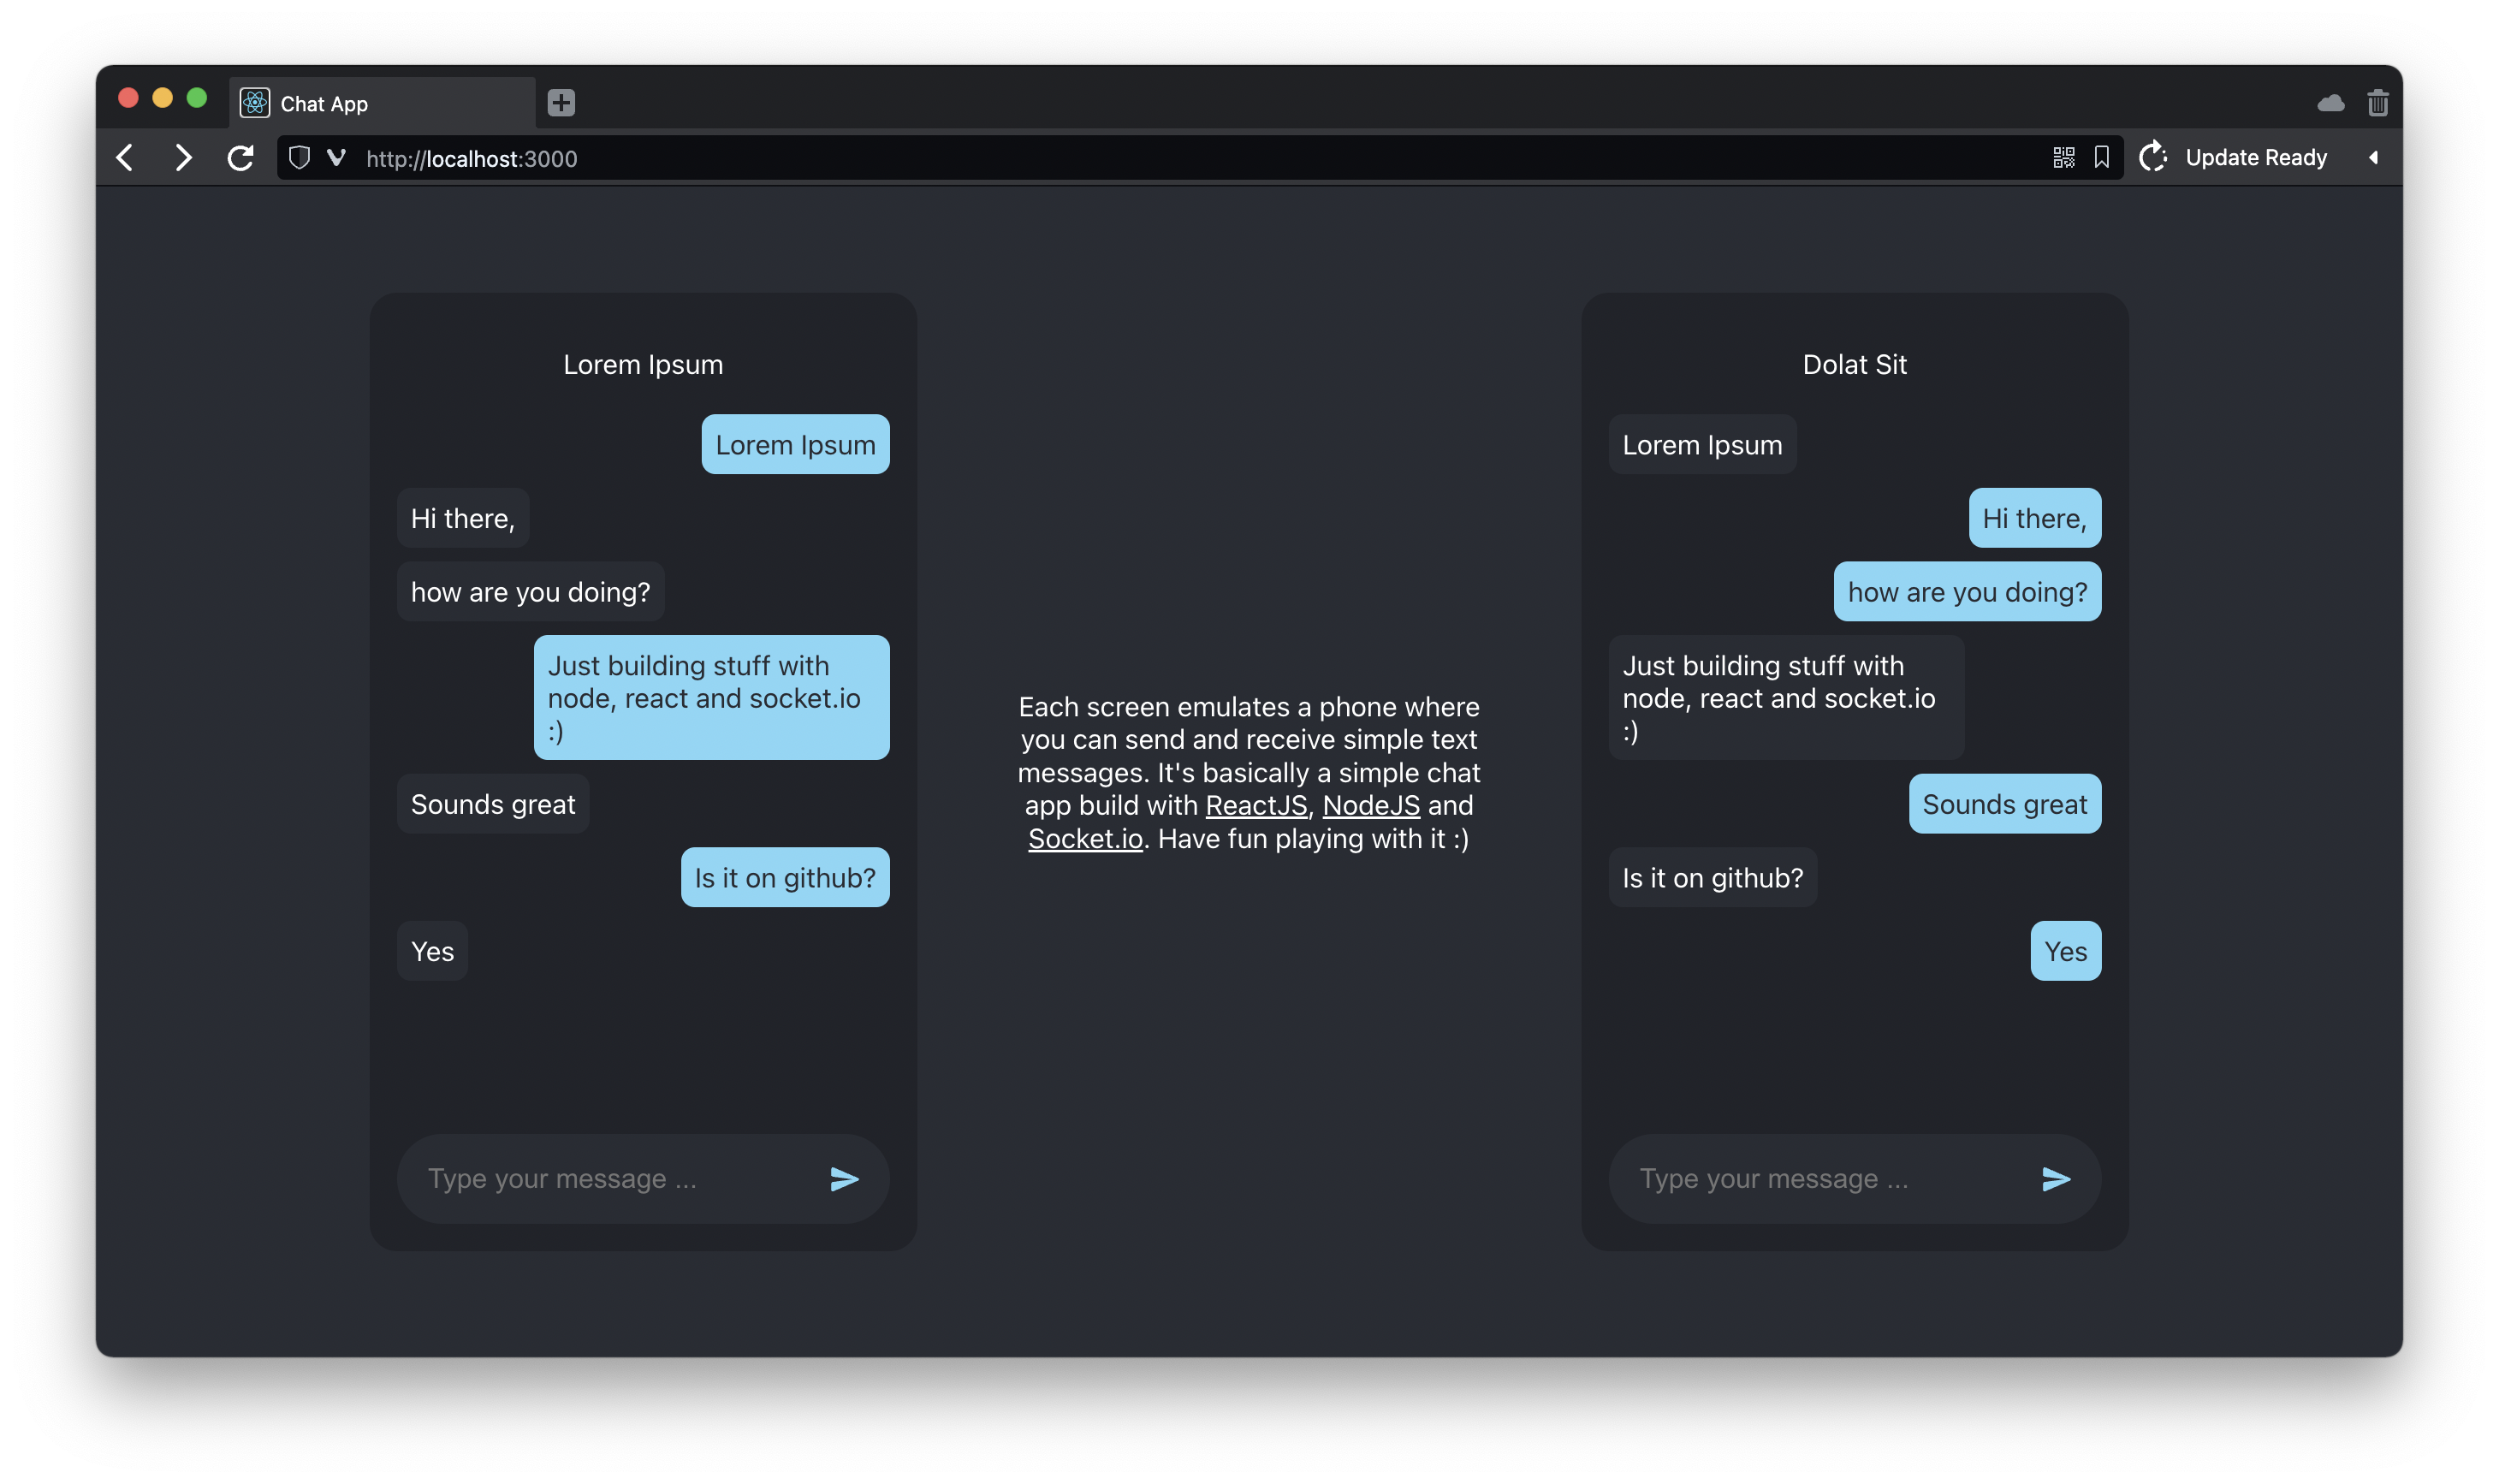 Chat App
http://localhost:3000
Update Ready
Lorem Ipsum
Lorem Ipsum
Hi there,
how are you doing?
Just building stuff with
node, react and socket.io
:)
Sounds great
Is it on github?
Yes
Type your message ...
Each screen emulates a phone where
you can send and receive simple text
messages. It's basically a simple chat
app build with ReactJS, NodeJS and
Socket.io. Have fun playing with it :)
Dolat Sit
Lorem Ipsum
Hi there,
how are you doing?
Just building stuff with
node, react and socket.io
:)
Sounds great
Is it on github?
Yes
Type your message ...